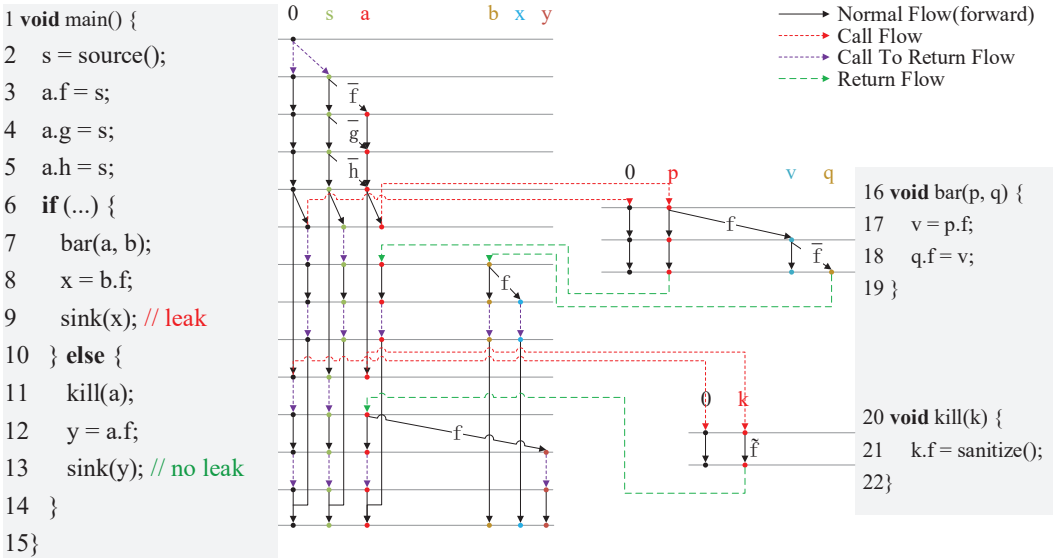 0 s a b x y
Normal Flow(forward)
Call Flow
Call To Return Flow
Return Flow
1 void main() {
2 s = source();
3 a.f = s;
4 a.g = s;
5 a.h = s;
6 if (...) {
7 bar(a, b);
8 x = b.f;
9 sink(x); // leak
10 } else {
11 kill(a);
12 y = a.f;
13 sink(y); // no leak
14 }
15}
f̅
g̅
h̅
f
f
0 p v q
f
f̅
16 void bar(p, q) {
17 v = p.f;
18 q.f = v;
19 }
0 k
f̃
20 void kill(k) {
21 k.f = sanitize();
22}